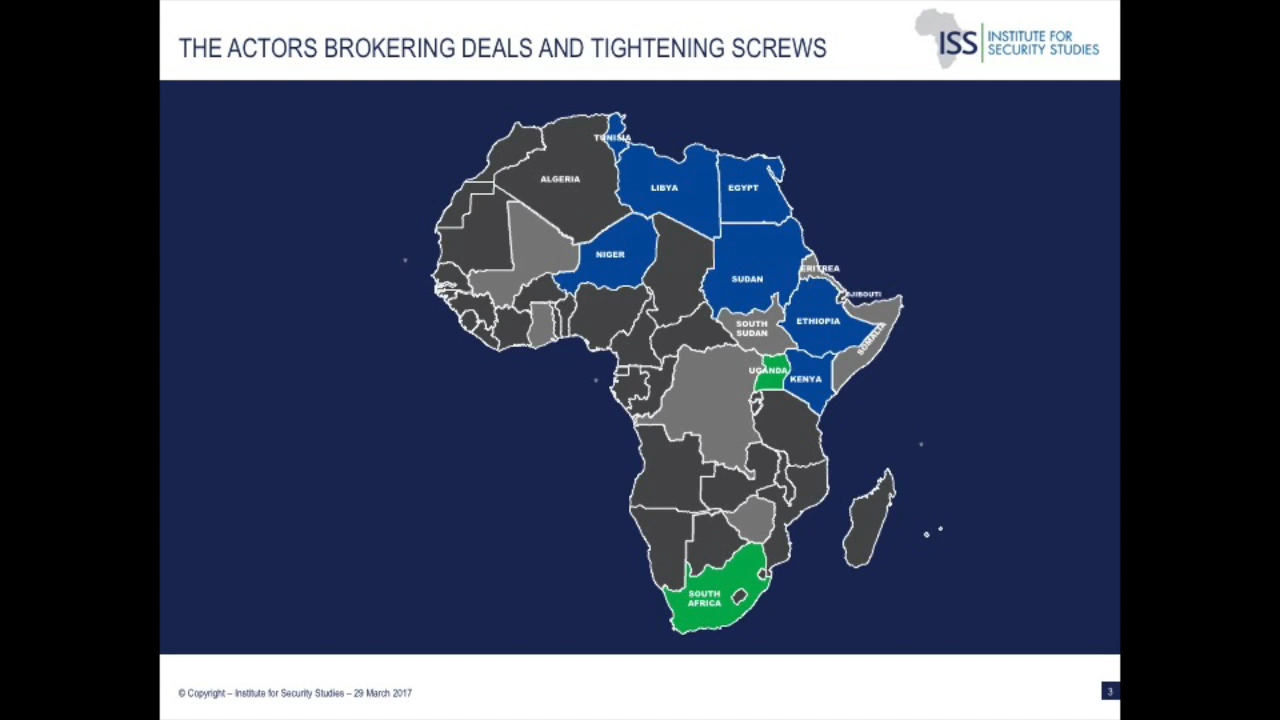 THE ACTORS BROKERING DEALS AND TIGHTENING SCREWS
ISS
INSTITUTE FOR
SECURITY STUDIES
TUNISIA
ALGERIA
LIBYA
EGYPT
NIGER
SUDAN
ERITREA
DJIBOUTI
SOUTH
SUDAN
ETHIOPIA
SOMALIA
UGANDA
KENYA
SOUTH
AFRICA
© Copyright – Institute for Security Studies – 29 March 2017
3